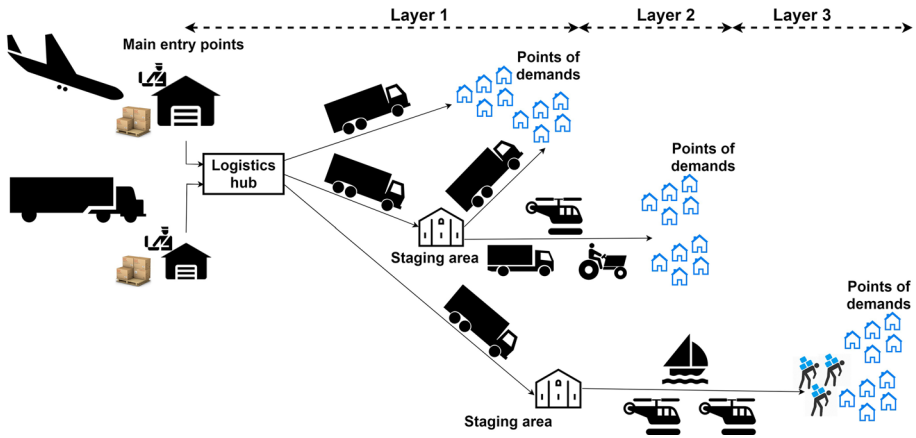 Layer 1
Layer 2
Layer 3
Main entry points
Points of
demands
Logistics
hub
Points of
demands
Staging area
Points of
demands
Staging area